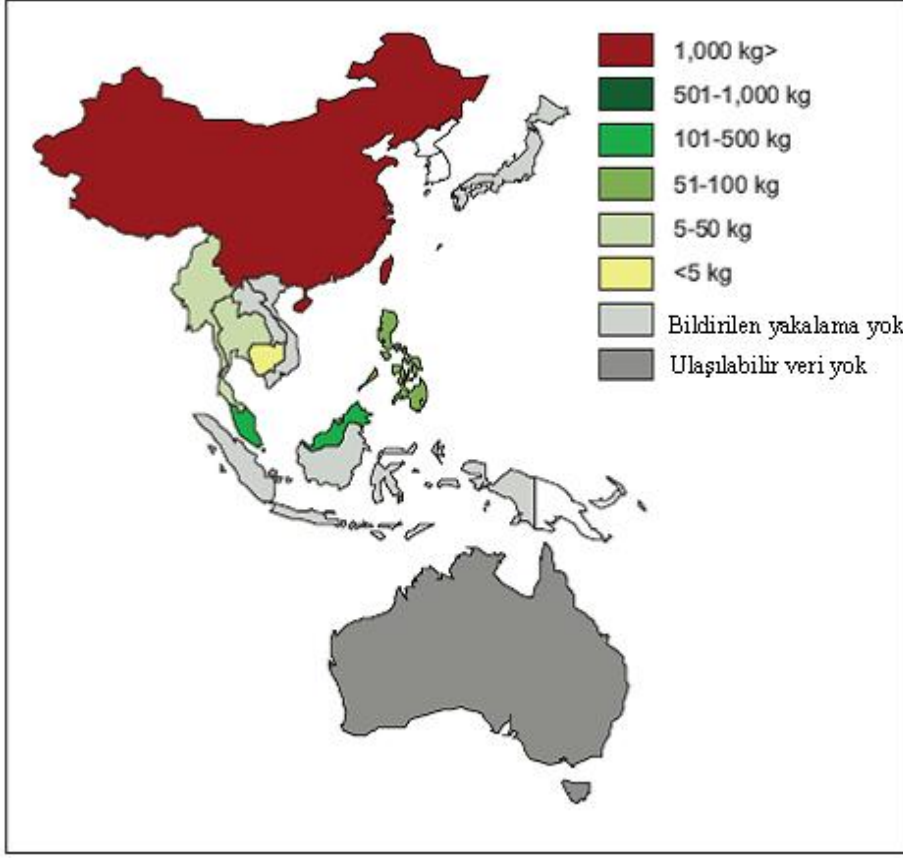 1,000 kg>
501-1,000 kg
101-500 kg
51-100 kg
5-50 kg
<5 kg
Bildirilen yakalama yok
Ulaşılabilir veri yok